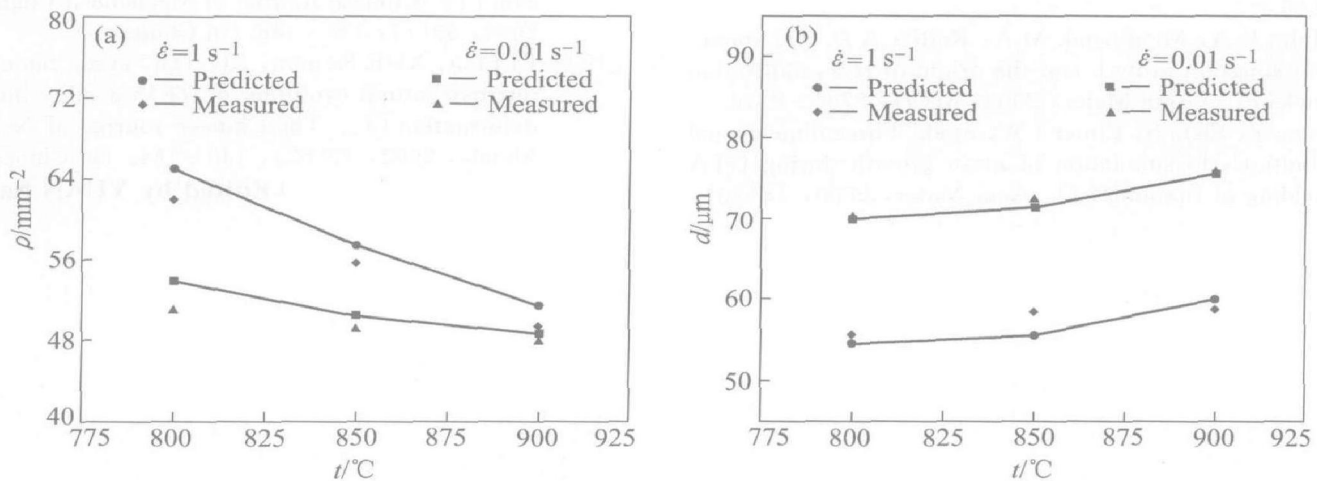 (a)
ε̇=1 s⁻¹ ε̇=0.01 s⁻¹
Predicted Predicted
Measured Measured
80
72
64
56
48
40
ρ/mm⁻²
775 800 825 850 875 900 925
t/℃
(b)
ε̇=1 s⁻¹ ε̇=0.01 s⁻¹
Predicted Predicted
Measured Measured
90
80
70
60
50
d/μm
775 800 825 850 875 900 925
t/℃